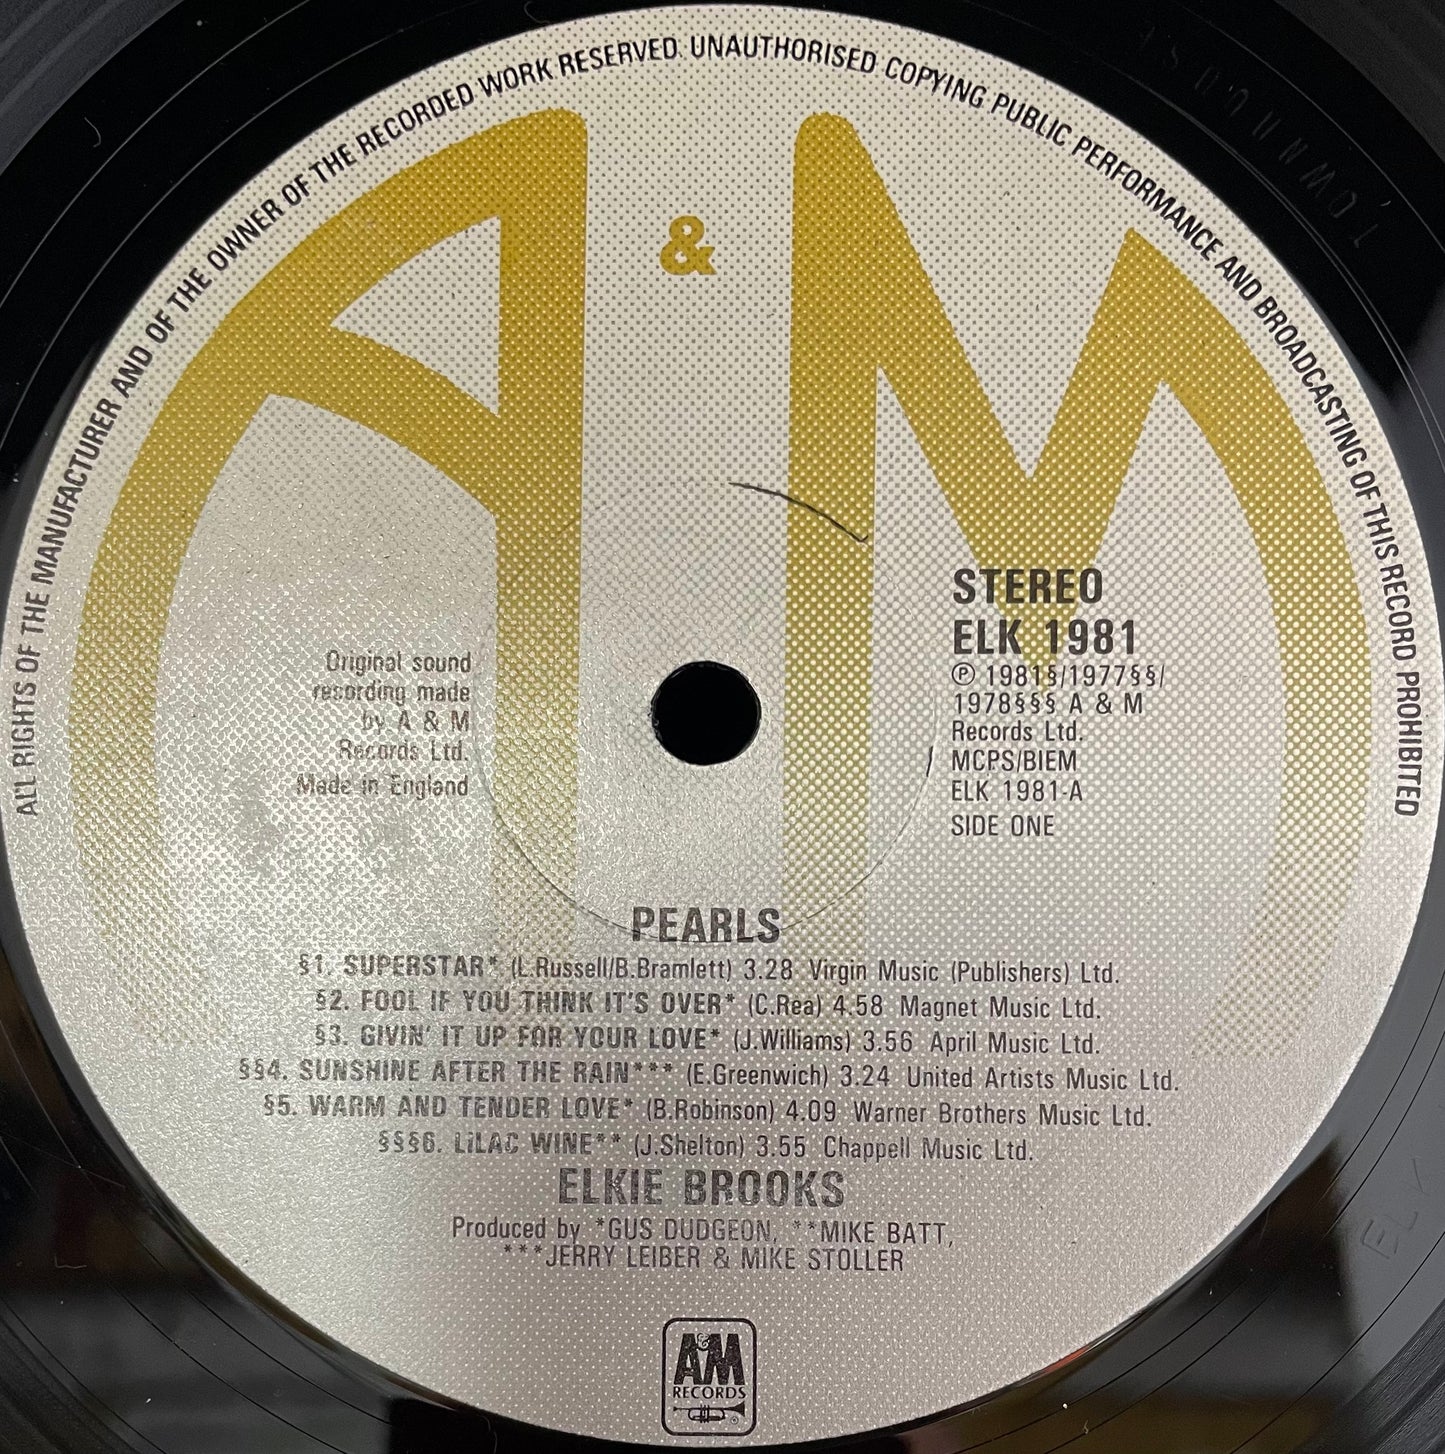 ALL RIGHTS OF THE MANUFACTURER AND OF THE OWNER OF THE RECORDED WORK RESERVED UNAUTHORISED COPYING PUBLIC PERFORMANCE AND BROADCASTING OF THIS RECORD PROHIBITED
A & M
Original sound
recording made
by A & M
Records Ltd.
Made in England
STEREO
ELK 1981
℗ 1981§/1977§§/
1978§§§ A & M
Records Ltd.
MCPS/BIEM
ELK 1981-A
SIDE ONE
PEARLS
§1. SUPERSTAR* (L.Russell/B.Bramlett) 3.28 Virgin Music (Publishers) Ltd.
§2. FOOL IF YOU THINK IT'S OVER* (C.Rea) 4.58 Magnet Music Ltd.
§3. GIVIN' IT UP FOR YOUR LOVE* (J.Williams) 3.56 April Music Ltd.
§§4. SUNSHINE AFTER THE RAIN*** (E.Greenwich) 3.24 United Artists Music Ltd.
§5. WARM AND TENDER LOVE* (B.Robinson) 4.09 Warner Brothers Music Ltd.
§§§6. LILAC WINE** (J.Shelton) 3.55 Chappell Music Ltd.
ELKIE BROOKS
Produced by *GUS DUDGEON, **MIKE BATT,
***JERRY LEIBER & MIKE STOLLER
A&M
RECORDS
®
ELK